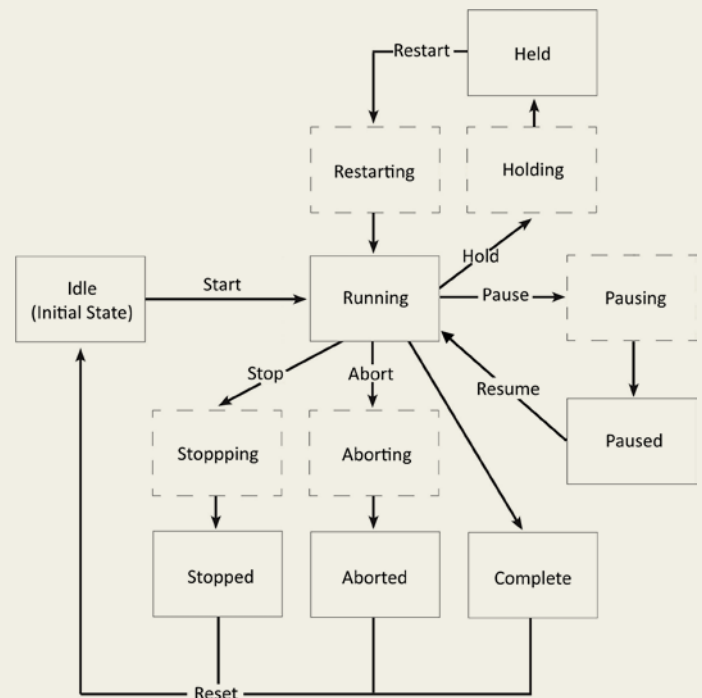 Restart
Held
Restarting
Holding
Hold
Idle
(Initial State)
Start
Running
Pause
Pausing
Stop
Abort
Resume
Stoppping
Aborting
Paused
Stopped
Aborted
Complete
Reset